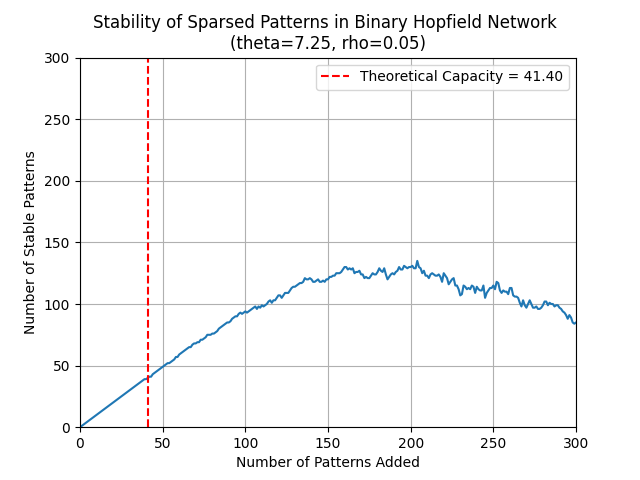 Stability of Sparsed Patterns in Binary Hopfield Network
(theta=7.25, rho=0.05)
Theoretical Capacity = 41.40
Number of Stable Patterns
300
250
200
150
100
50
0
0 50 100 150 200 250 300
Number of Patterns Added